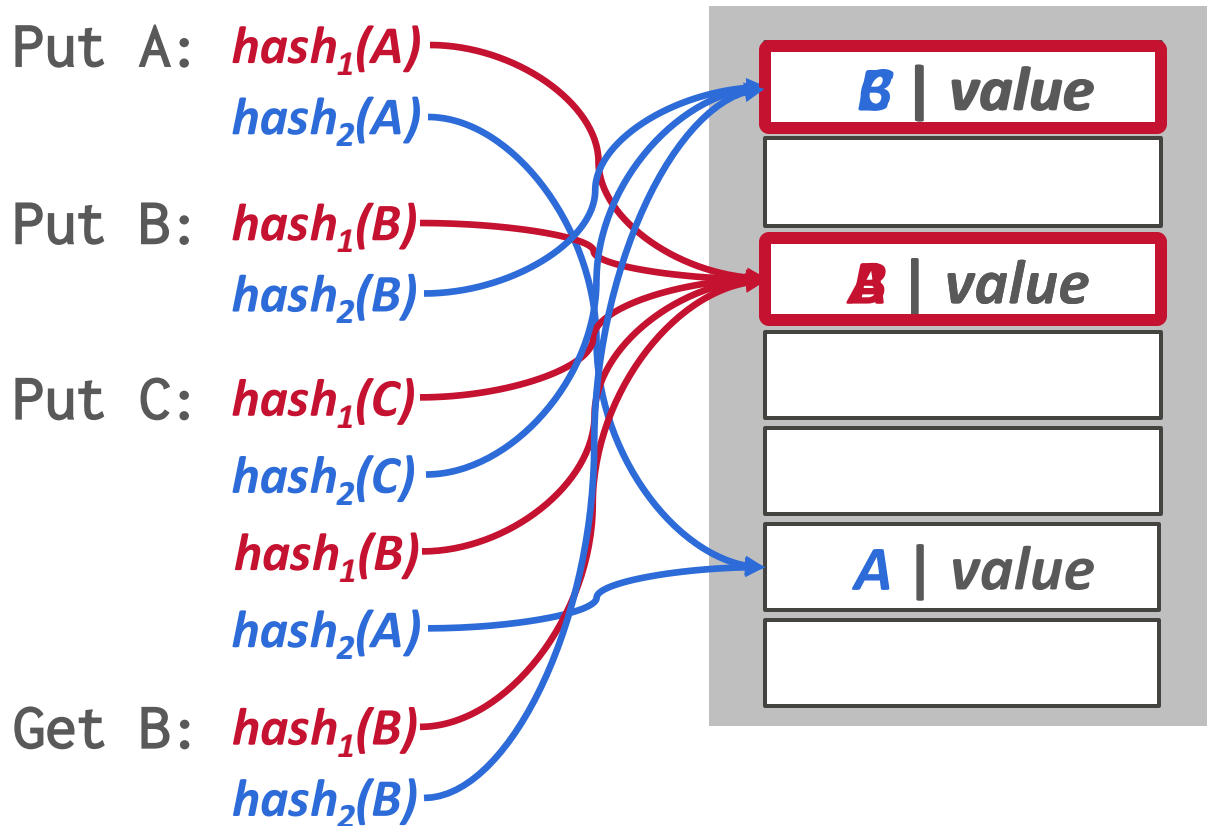 Put A: hash1(A)
hash2(A)
Put B: hash1(B)
hash2(B)
Put C: hash1(C)
hash2(C)
hash1(B)
hash2(A)
Get B: hash1(B)
hash2(B)
| value
| value
A | value